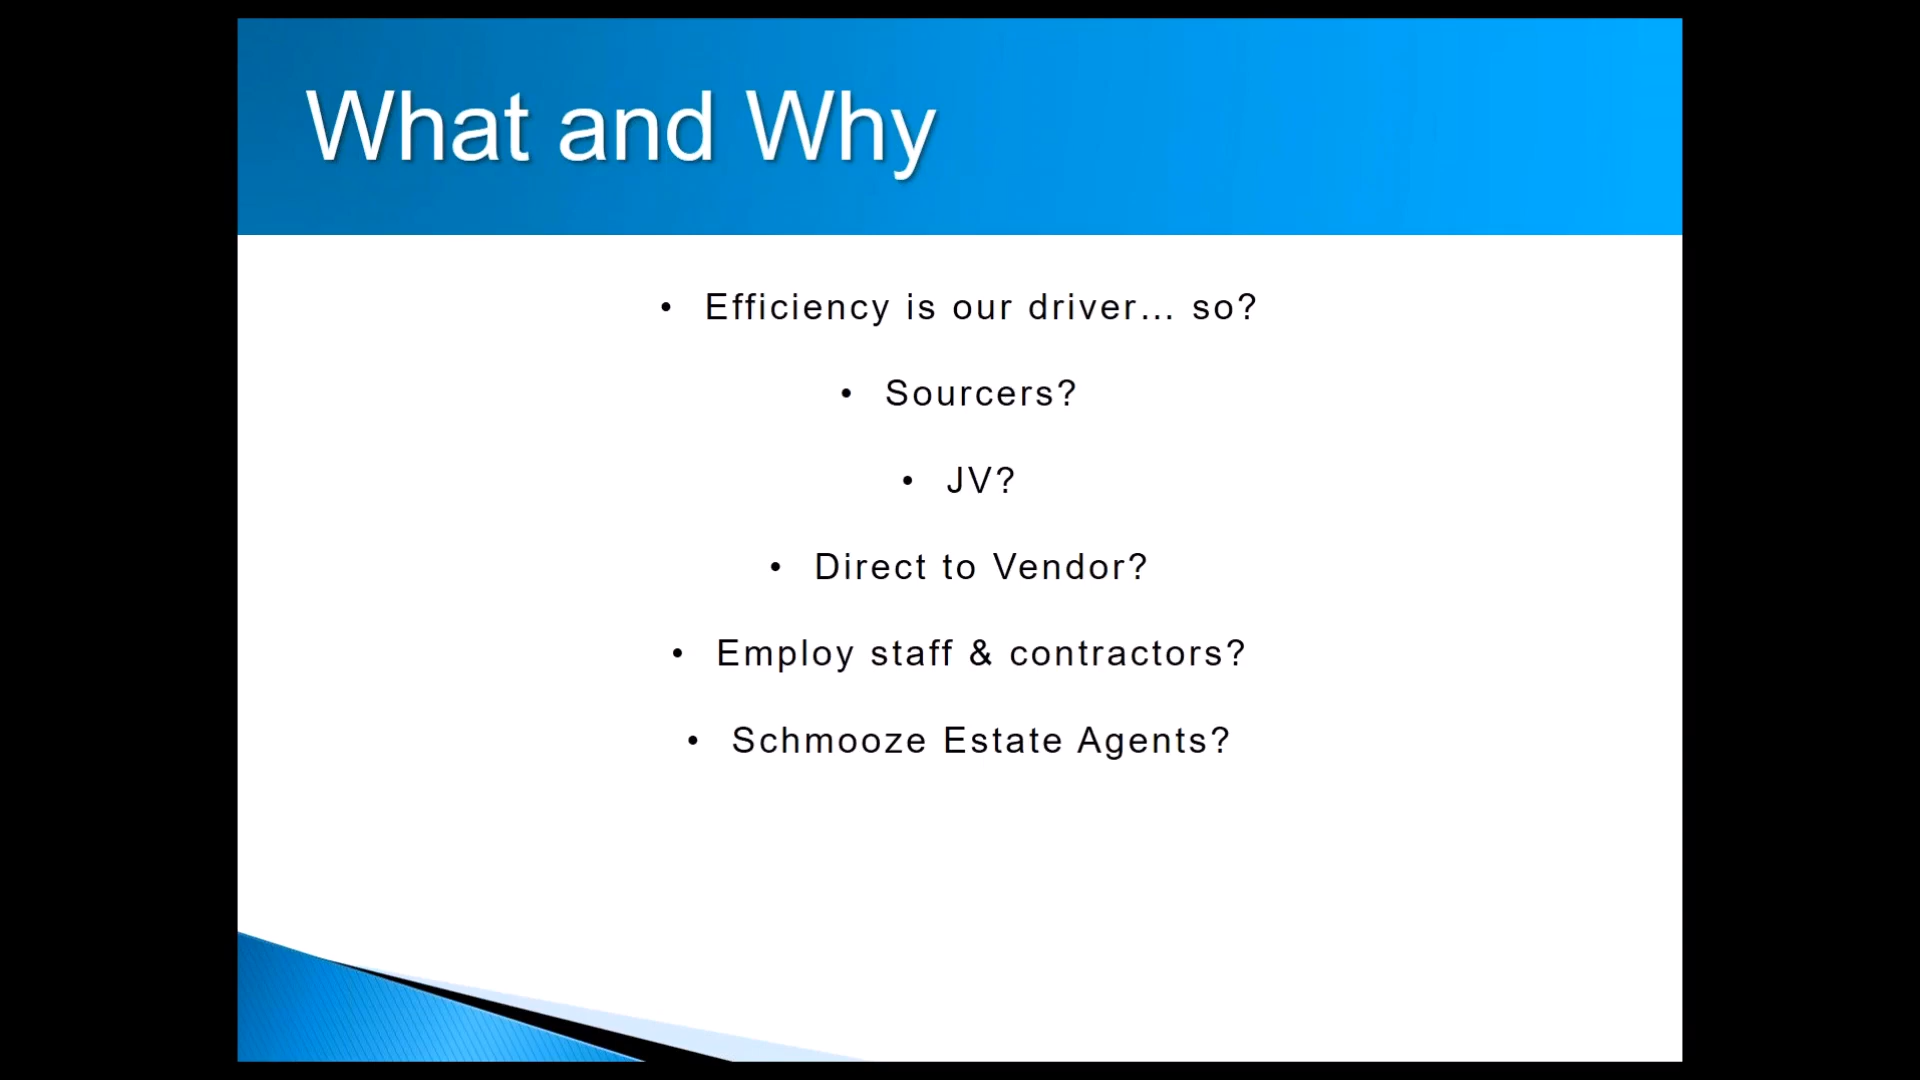 What and Why
• Efficiency is our driver... so?
• Sourcers?
• JV?
• Direct to Vendor?
• Employ staff & contractors?
• Schmooze Estate Agents?